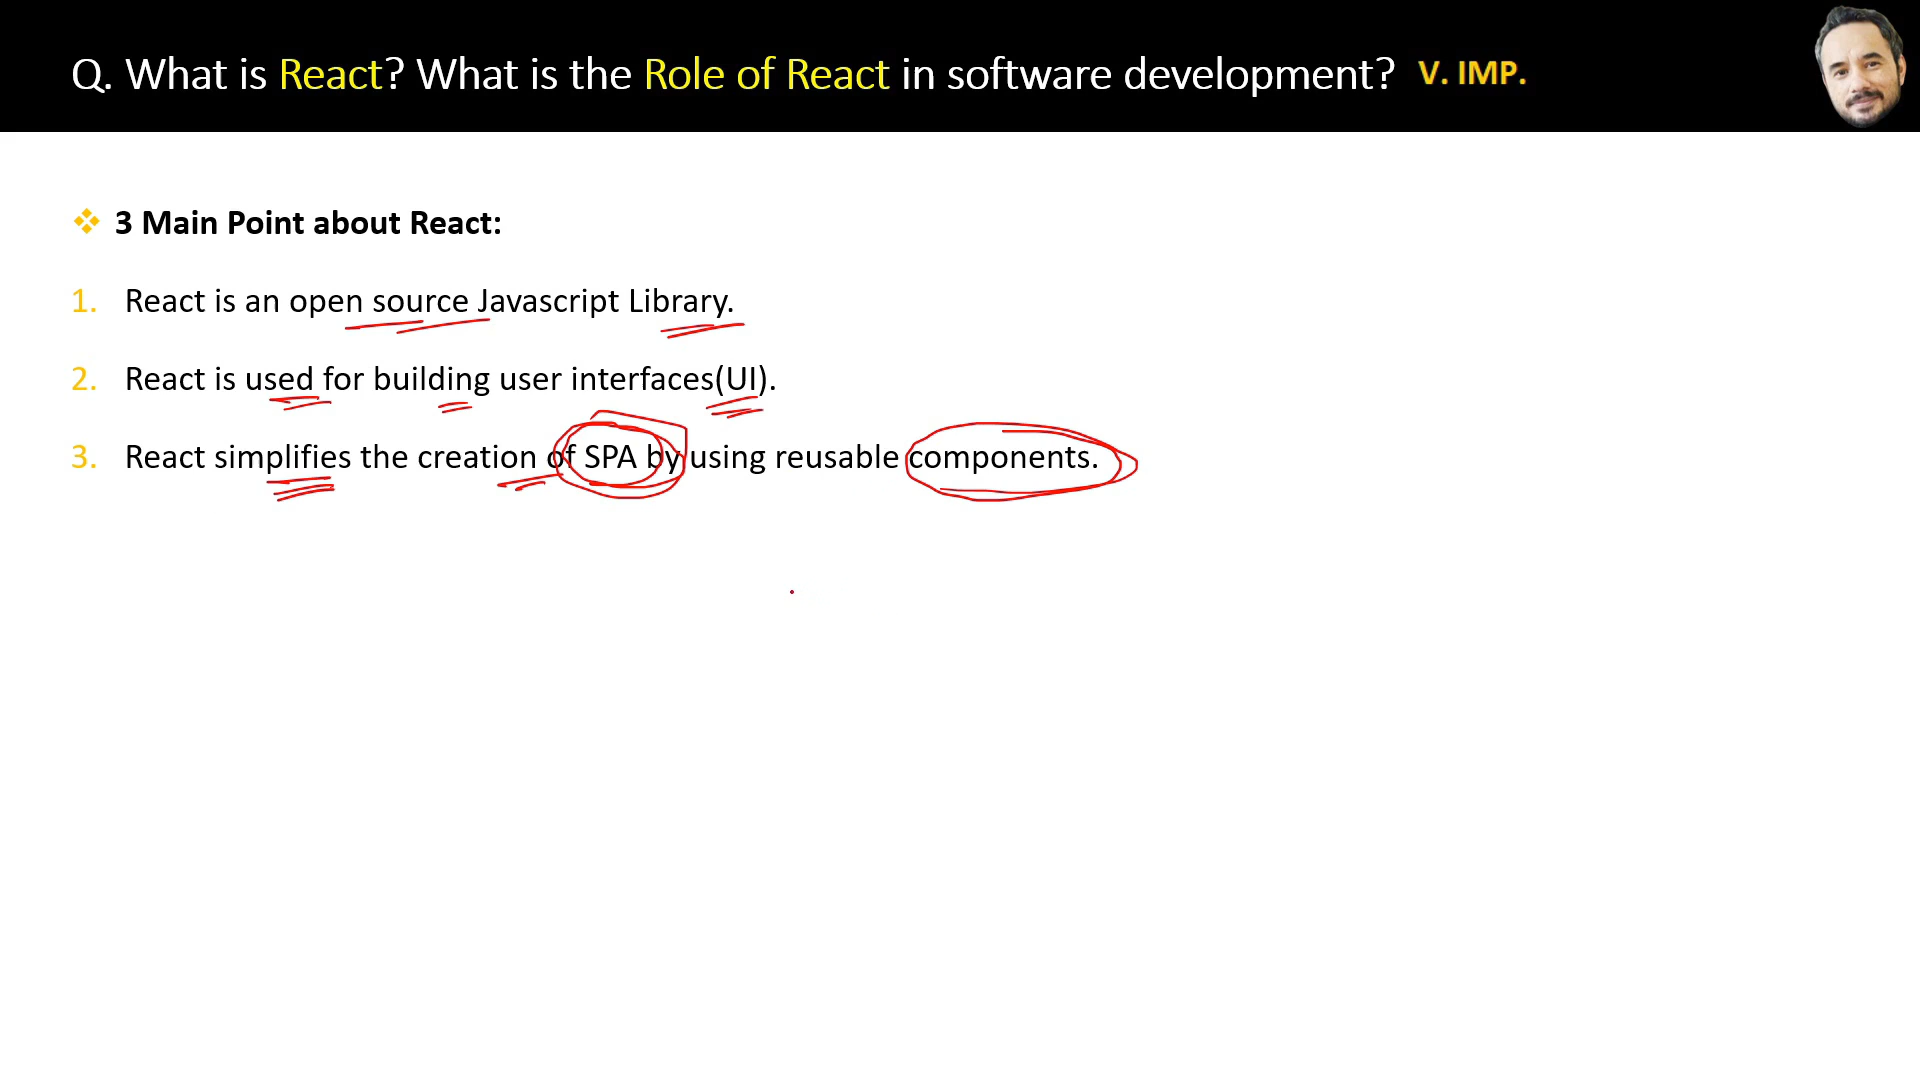 Q. What is React? What is the Role of React in software development? V. IMP.
❖ 3 Main Point about React:
1. React is an open source Javascript Library.
2. React is used for building user interfaces(UI).
3. React simplifies the creation of SPA by using reusable components.